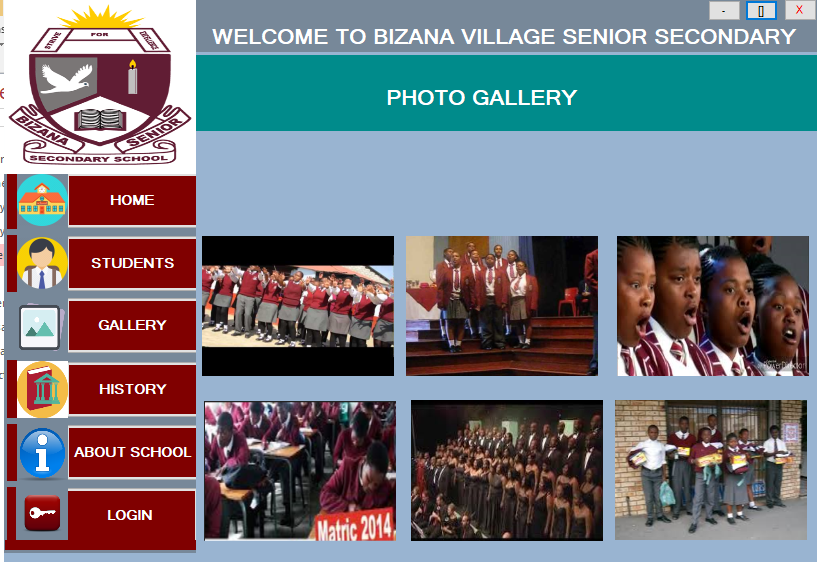 -
[]
X
WELCOME TO BIZANA VILLAGE SENIOR SECONDARY
PHOTO GALLERY
STRIVE FOR
BIZANA SENIOR
SECONDARY SCHOOL
HOME
STUDENTS
GALLERY
HISTORY
ABOUT SCHOOL
LOGIN
PowerDirector
Matric 2014